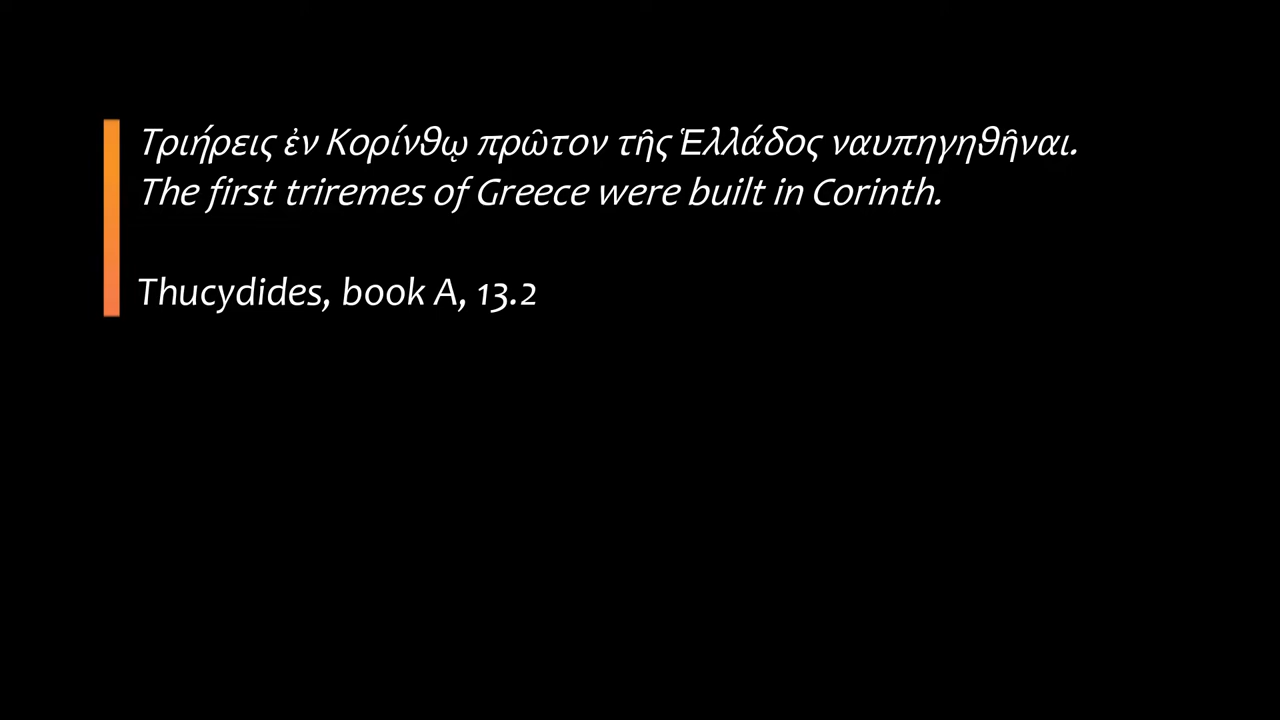 Τριήρεις ἐν Κορίνθῳ πρῶτον τῆς Ἑλλάδος ναυπηγηθῆναι.
The first triremes of Greece were built in Corinth.
Thucydides, book A, 13.2